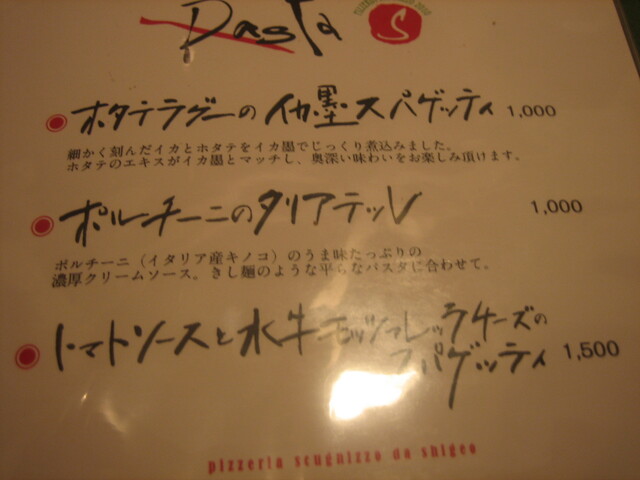 Pasta
S
ホタテラグーのイカ墨スパゲッティ 1,000
細かく刻んだイカとホタテをイカ墨でじっくり煮込みました。
ホタテのエキスがイカ墨とマッチし、奥深い味わいをお楽しみ頂けます。
ポルチーニのタリアテッレ 1,000
ポルチーニ(イタリア産キノコ)のうま味たっぷりの
濃厚クリームソース。きし麺のような平らなパスタに合わせて。
トマトソースと水牛モッツァレッラチーズの
スパゲッティ 1,500
pizzeria scugnizzo da shigeo